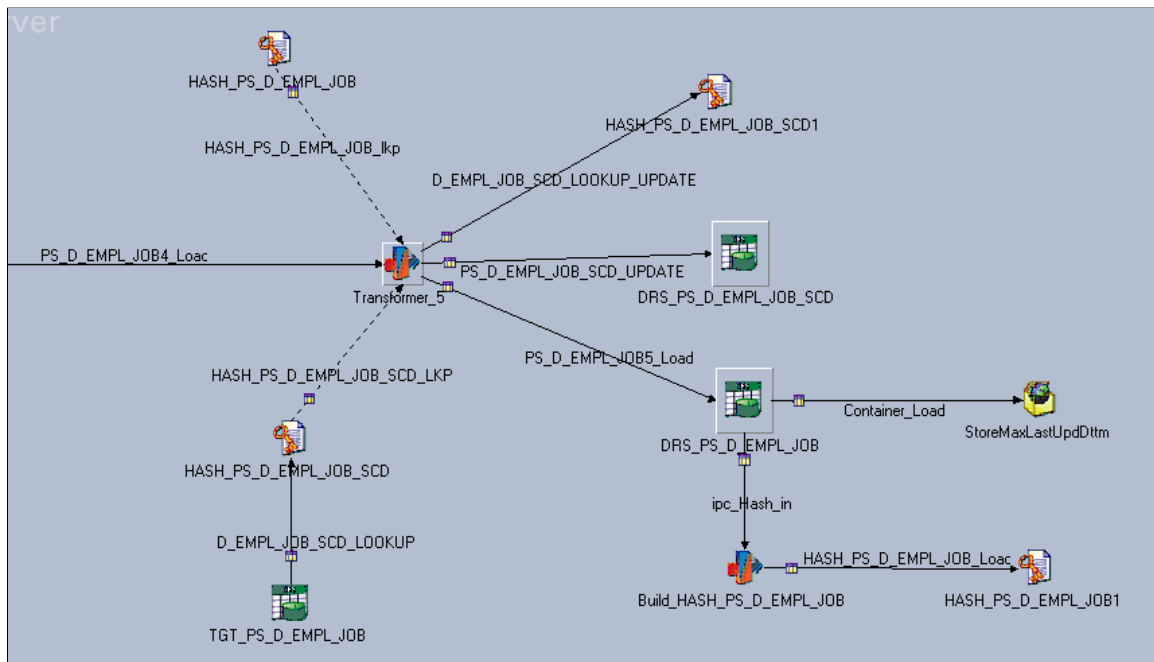 rver
HASH_PS_D_EMPL_JOB
HASH_PS_D_EMPL_JOB_SCD1
HASH_PS_D_EMPL_JOB_lkp
D_EMPL_JOB_SCD_LOOKUP_UPDATE
PS_D_EMPL_JOB4_Loac
PS_D_EMPL_JOB_SCD_UPDATE
Transformer_5
DRS_PS_D_EMPL_JOB_SCD
PS_D_EMPL_JOB5_Load
HASH_PS_D_EMPL_JOB_SCD_LKP
Container_Load
StoreMaxLastUpdDttm
DRS_PS_D_EMPL_JOB
HASH_PS_D_EMPL_JOB_SCD
ipc_Hash_in
D_EMPL_JOB_SCD_LOOKUP
HASH_PS_D_EMPL_JOB_Loac
Build_HASH_PS_D_EMPL_JOB
HASH_PS_D_EMPL_JOB1
TGT_PS_D_EMPL_JOB